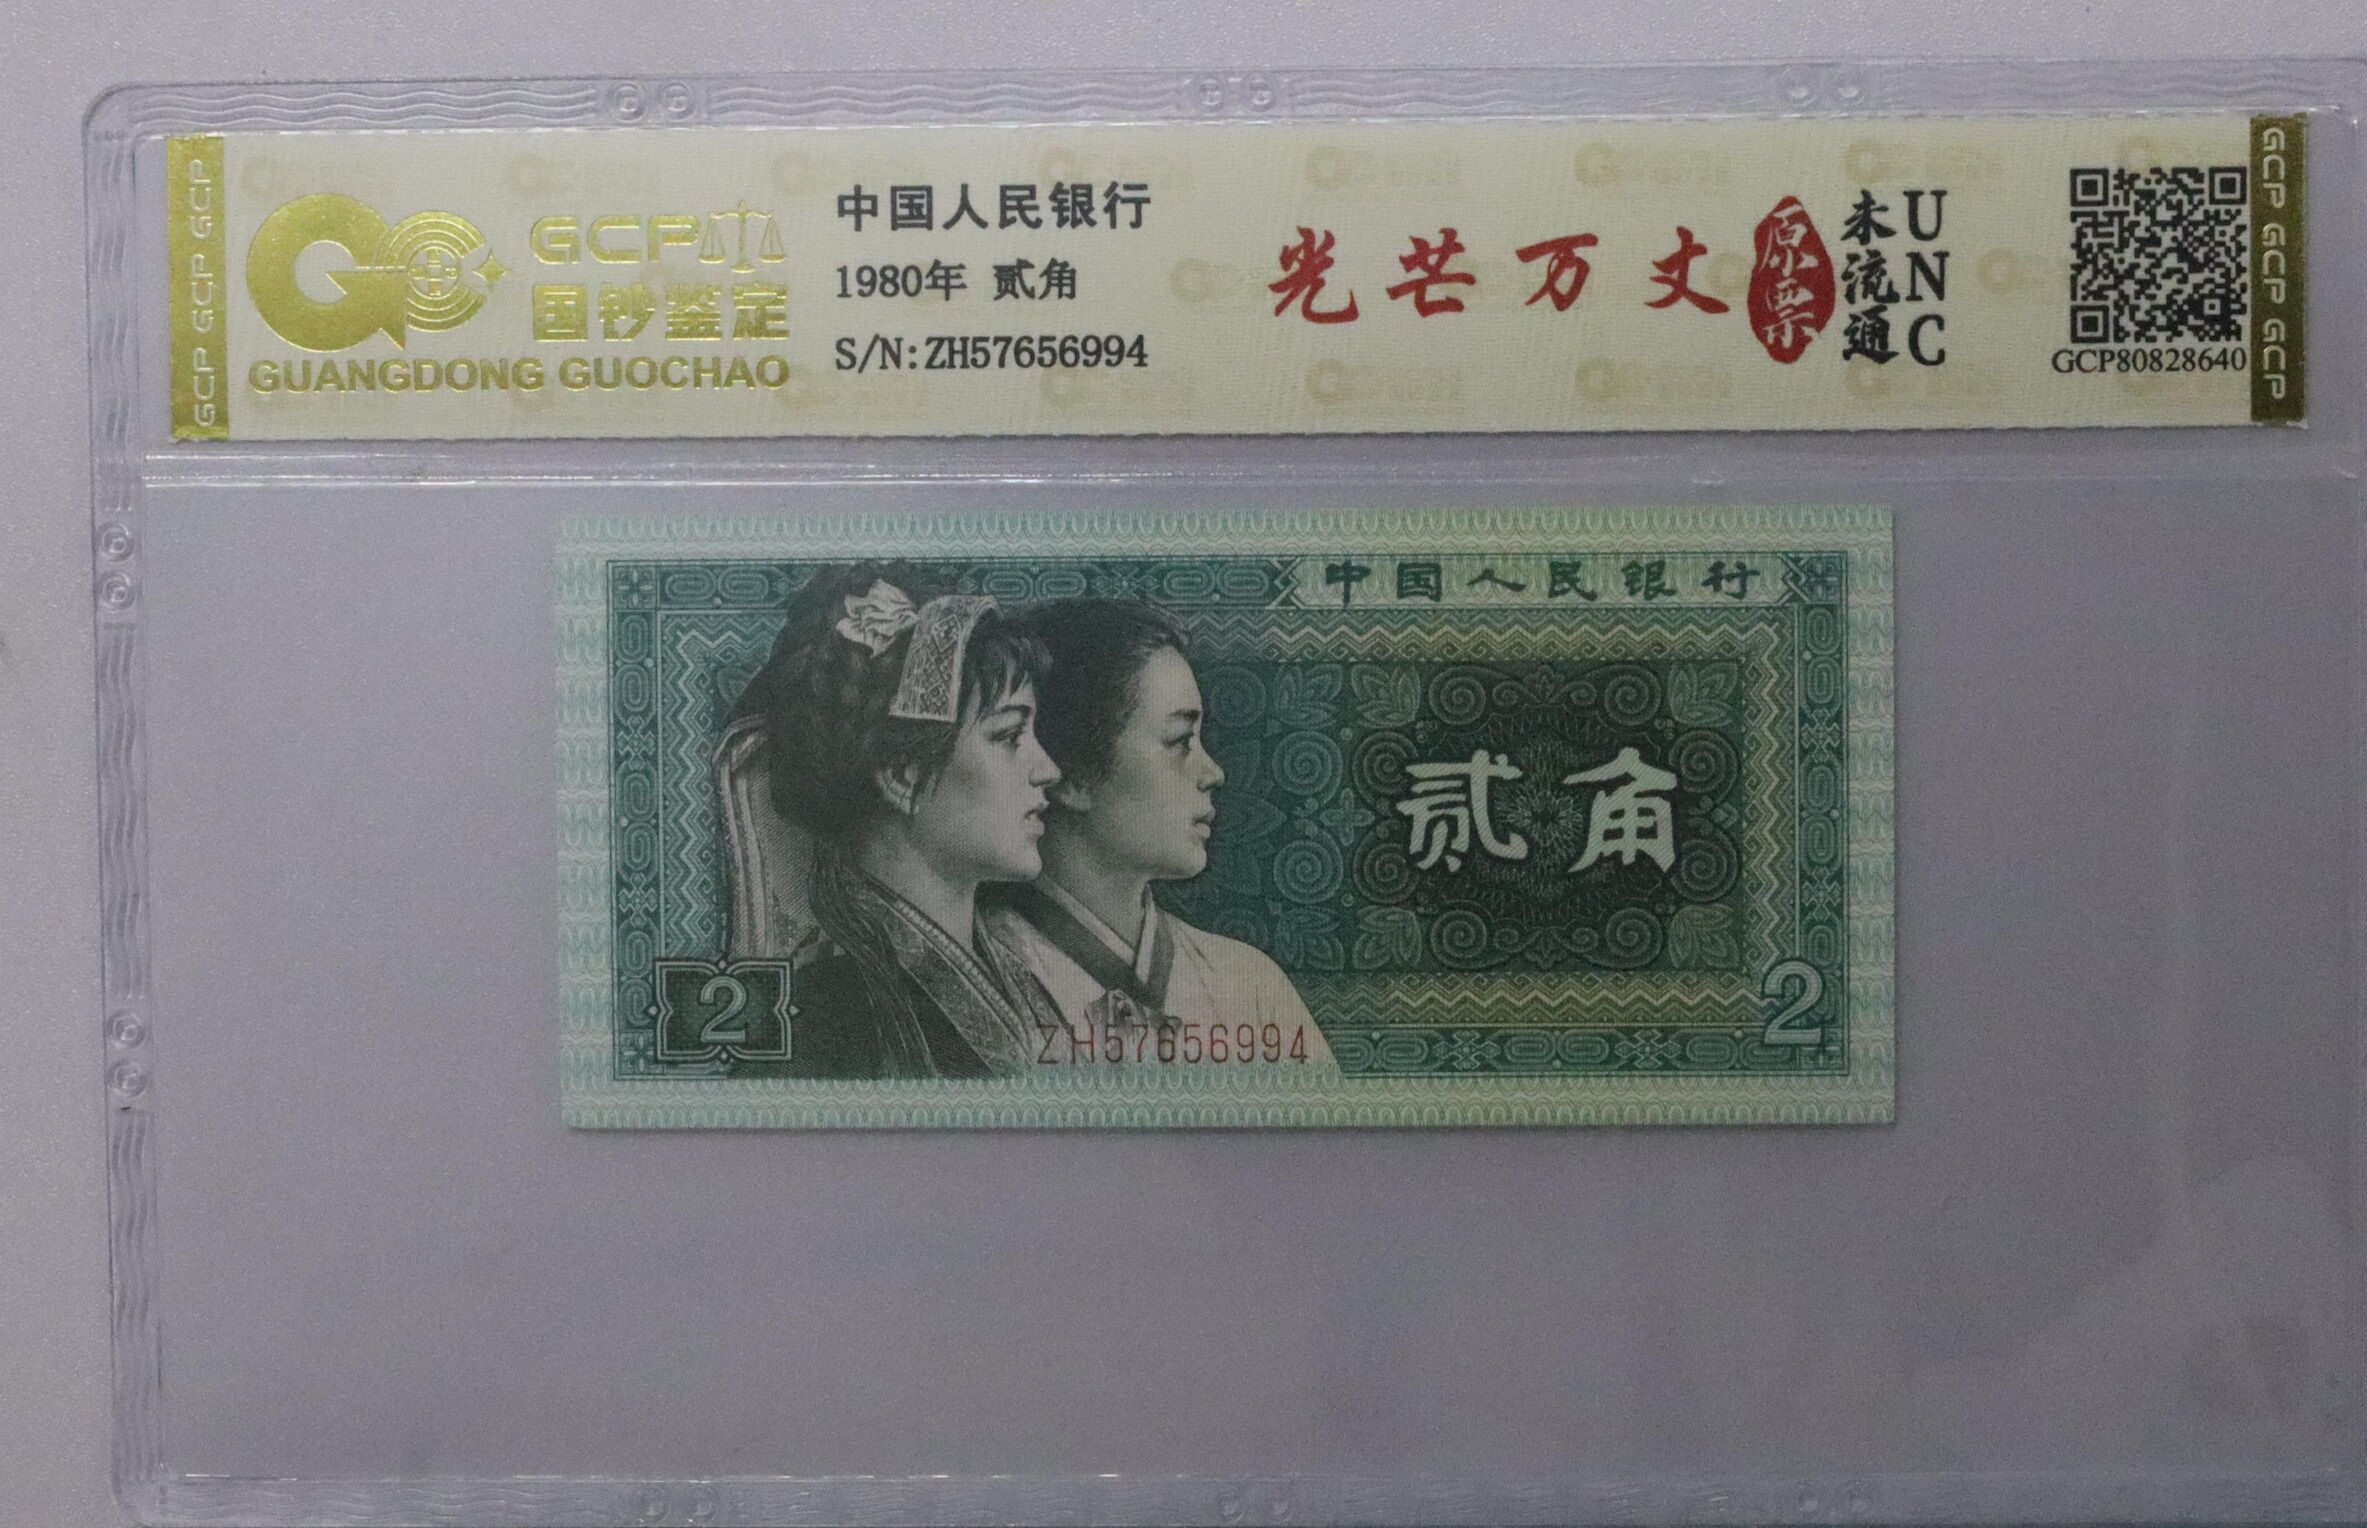 GCP GCP GCP
GCP
国钞鉴定
GUANGDONG GUOCHAO
中国人民银行
1980年 贰角
S/N:ZH57656994
光芒万丈
原票
未流通
UNC
GCP80828640
GCP GCP GCP
中国人民银行
贰角
2
2
ZH57656994